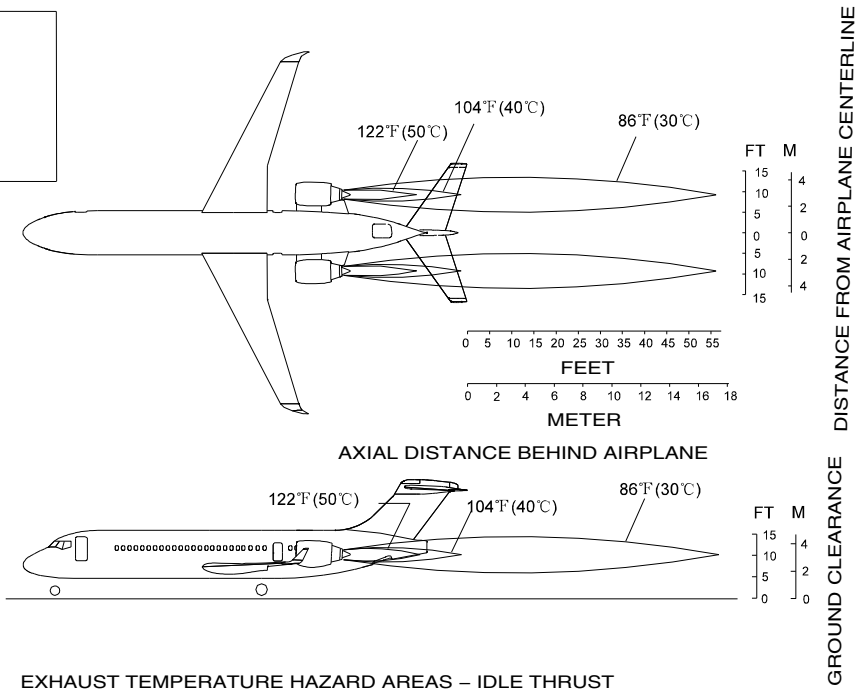 104℉(40℃)
122℉(50℃)
86℉(30℃)
FT M
15
10
5
0
5
10
15
4
2
0
2
4
DISTANCE FROM AIRPLANE CENTERLINE
0 5 10 15 20 25 30 35 40 45 50 55
FEET
0 2 4 6 8 10 12 14 16 18
METER
AXIAL DISTANCE BEHIND AIRPLANE
122℉(50℃)
104℉(40℃)
86℉(30℃)
FT M
15
10
5
0
4
2
0
GROUND CLEARANCE
EXHAUST TEMPERATURE HAZARD AREAS – IDLE THRUST